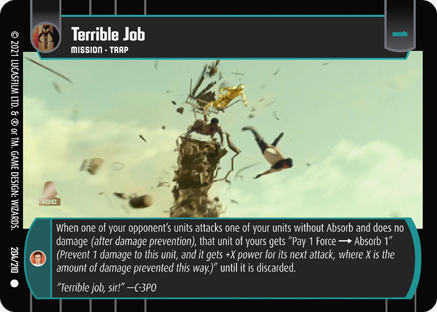 Terrible Job
MISSION - TRAP
When one of your opponent's units attacks one of your units without Absorb and does no
damage (after damage prevention), that unit of yours gets "Pay 1 Force → Absorb 1"
(Prevent 1 damage to this unit, and it gets +X power for its next attack, where X is the
amount of damage prevented this way.)" until it is discarded.
"Terrible job, sir!" —C-3PO
© 2021 LUCASFILM LTD. & ® or TM. GAME DESIGN: WIZARDS.
204/210
IDC